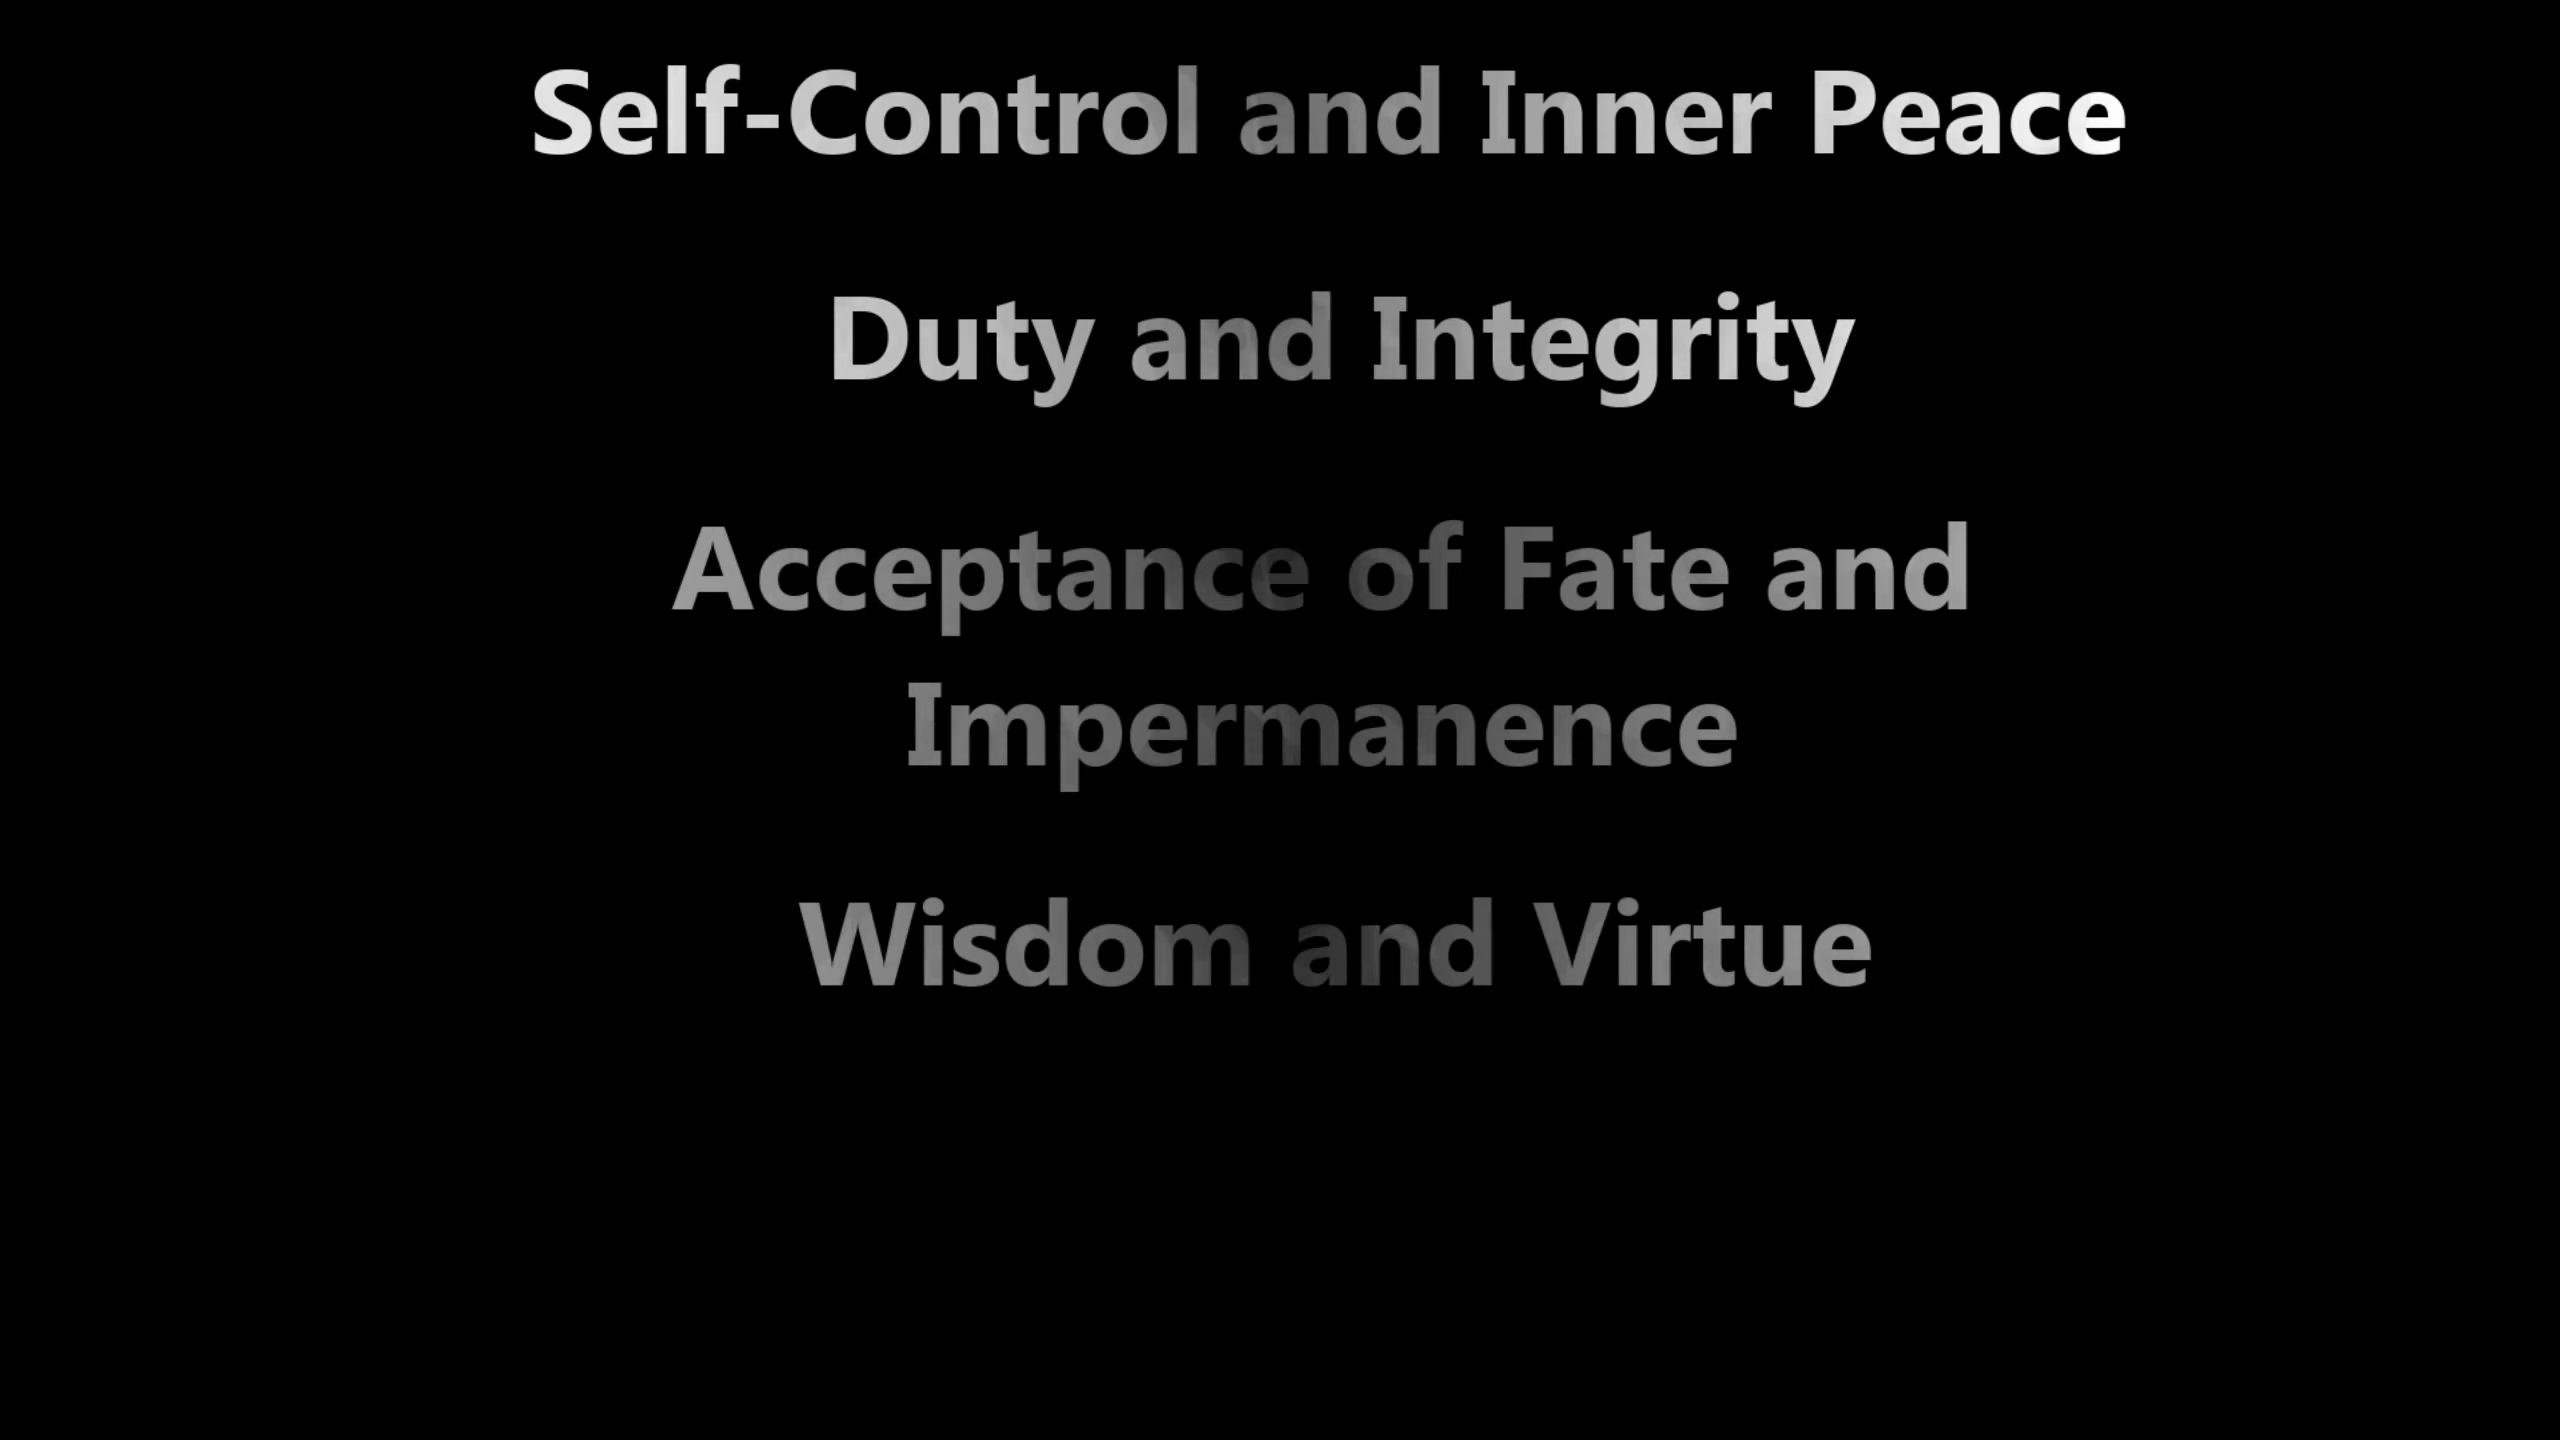 Self-Control and Inner Peace
Duty and Integrity
Acceptance of Fate and
Impermanence
Wisdom and Virtue